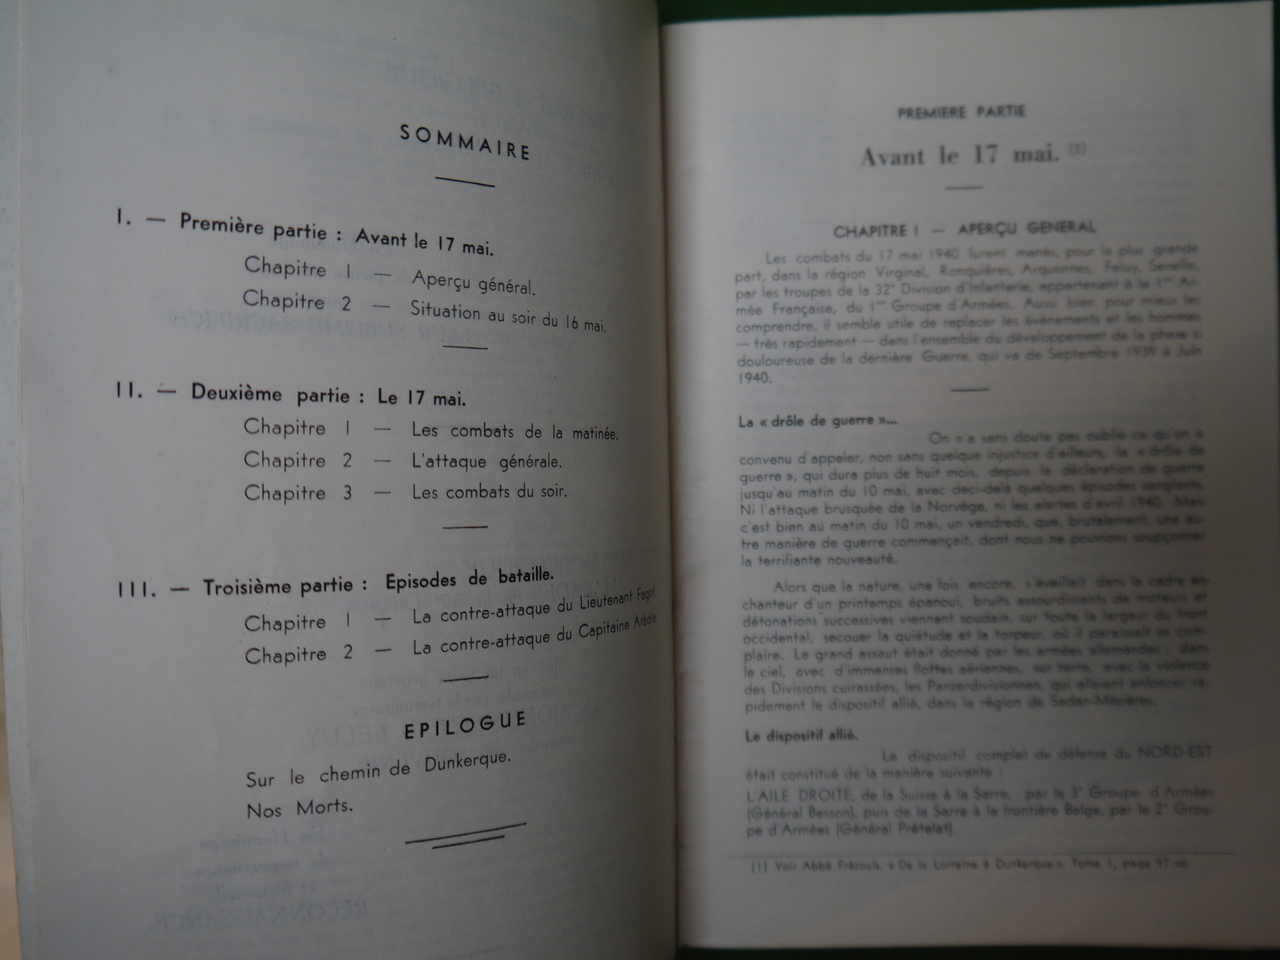 SOMMAIRE
I. — Première partie : Avant le 17 mai.
Chapitre 1 — Aperçu général.
Chapitre 2 — Situation au soir du 16 mai.
II. — Deuxième partie : Le 17 mai.
Chapitre 1 — Les combats de la matinée.
Chapitre 2 — L'attaque générale.
Chapitre 3 — Les combats du soir.
III. — Troisième partie : Episodes de bataille.
Chapitre 1 — La contre-attaque du Lieutenant
Chapitre 2 — La contre-attaque du Capitaine
EPILOGUE
Sur le chemin de Dunkerque.
Nos Morts.
PREMIERE PARTIE
Avant le 17 mai. (1)
CHAPITRE I — APERÇU GENERAL
Les combats du 17 mai 1940 furent menés, pour la plus grande
part, dans la région Virginal, Ronquières, Arquennes, Feluy, Seneffe,
par les troupes de la 32e Division d'Infanterie, appartenant à la 1re Ar-
mée Française, du 1er Groupe d'Armées. Aussi bien pour mieux les
comprendre, il semble utile de replacer les événements et les hommes
— très rapidement — dans l'ensemble du développement de la phase si
douloureuse de la dernière Guerre, qui va de Septembre 1939 à Juin
1940.
La « drôle de guerre »...
On n'a sans doute pas oublié ce qu'on a
convenu d'appeler, non sans quelque injustice d'ailleurs, la « drôle de
guerre », qui dura plus de huit mois, depuis la déclaration de guerre
jusqu'au matin du 10 mai, avec deci-delà quelques épisodes sanglants.
Ni l'attaque brusquée de la Norvège, ni les alertes d'avril 1940. Mais
c'est bien au matin du 10 mai, un vendredi, que, brutalement, une au-
tre manière de guerre commençait, dont nous ne pouvions soupçonner
la terrifiante nouveauté.
Alors que la nature, une fois encore, s'éveillait dans le cadre en-
chanteur d'un printemps épanoui, bruits assourdissants de moteurs et
détonations successives viennent soudain, sur toute la largeur du front
occidental, secouer la quiétude et la torpeur, où il paraissait se com-
plaire. Le grand assaut était donné par les armées allemandes : dans
le ciel, avec d'immenses flottes aériennes, sur terre, avec la violence
des Divisions cuirassées, les Panzerdivisionnen, qui allaient enfoncer ra-
pidement le dispositif allié, dans la région de Sedan-Mézières.
Le dispositif allié.
Le dispositif complet de défense du NORD-EST
était constitué de la manière suivante :
L'AILE DROITE, de la Suisse à la Sarre, par le 3e Groupe d'Armées
(Général Besson), puis de la Sarre à la frontière Belge, par le 2e Grou-
pe d'Armées (Général Prételat).
(1) Voir Abbé Frézouls, « De la Lorraine à Dunkerque », Tome 1, page 97 sq.